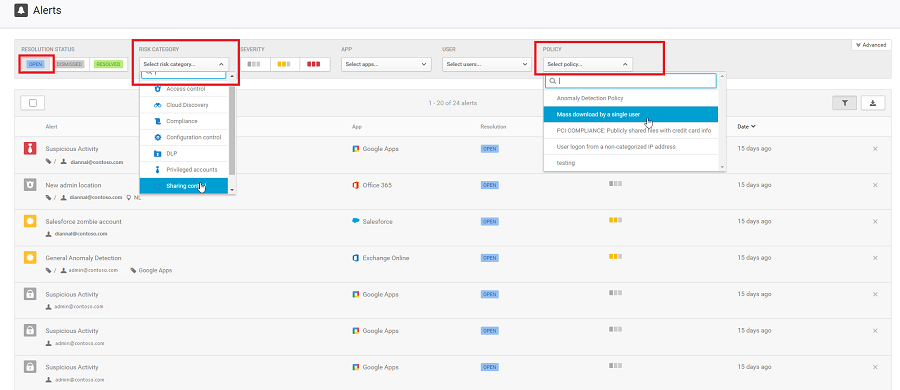 Alerts
RESOLUTION STATUS
OPEN
DISMISSED
RESOLVED
RISK CATEGORY
Select risk category...
SEVERITY
APP
Select apps...
USER
Select users...
POLICY
Select policy...
Advanced
Access control
Cloud Discovery
Compliance
Configuration control
DLP
Privileged accounts
Anomaly Detection Policy
Mass download by a single user
PCI COMPLIANCE: Publicly shared files with credit card info
User logon from a non-categorized IP address
testing
1 - 20 of 24 alerts
Alert App Resolution Date
Suspicious Activity Google Apps 15 days ago
/ diannal@contoso.com
New admin location Office 365 OPEN 15 days ago
/ diannal@contoso.com NL
Salesforce zombie account Salesforce OPEN 15 days ago
diannal@contoso.com
General Anomaly Detection Exchange Online OPEN 15 days ago
/ admin@contoso.com Google Apps
Suspicious Activity Google Apps OPEN 15 days ago
admin@contoso.com
Suspicious Activity Google Apps OPEN 15 days ago
admin@contoso.com
Suspicious Activity Google Apps OPEN 15 days ago
admin@contoso.com